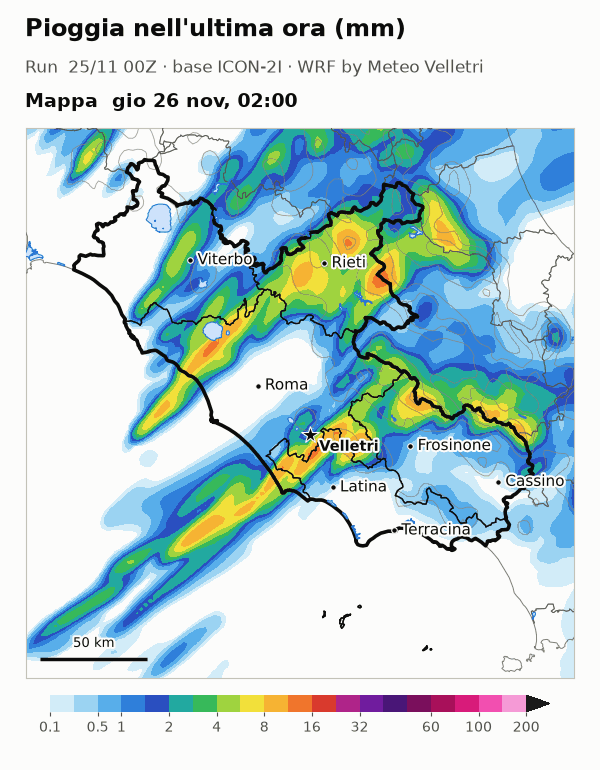 Pioggia nell'ultima ora (mm)
Run  25/11 00Z · base ICON-2I · WRF by Meteo Velletri
Mappa  gio 26 nov, 02:00
Viterbo
Rieti
Roma
Velletri
Frosinone
Cassino
Latina
Terracina
50 km
0.1 0.5 1 2 4 8 16 32 60 100 200